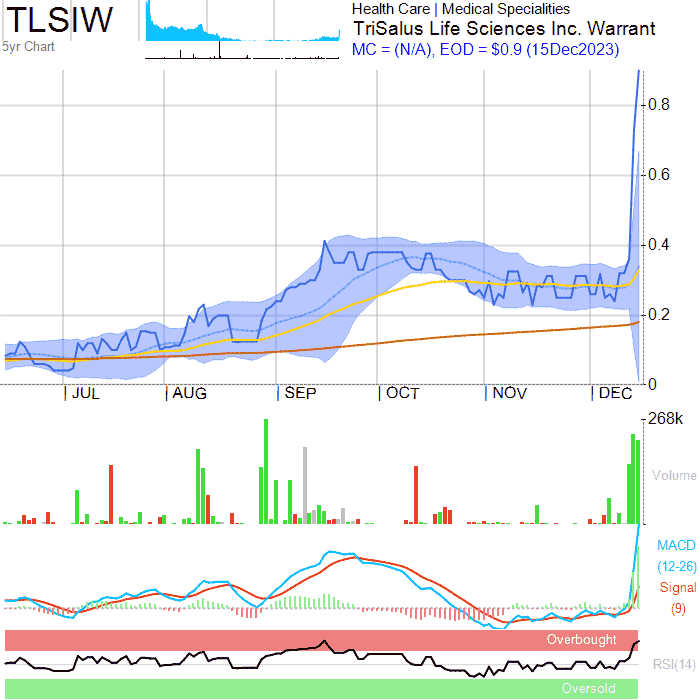 TLSIW
5yr Chart
Health Care | Medical Specialities
TriSalus Life Sciences Inc. Warrant
MC = (N/A), EOD = $0.9 (15Dec2023)
0.8
0.6
0.4
0.2
0
JUL AUG SEP OCT NOV DEC
268k
Volume
MACD
(12-26)
Signal
(9)
Overbought
RSI(14)
Oversold